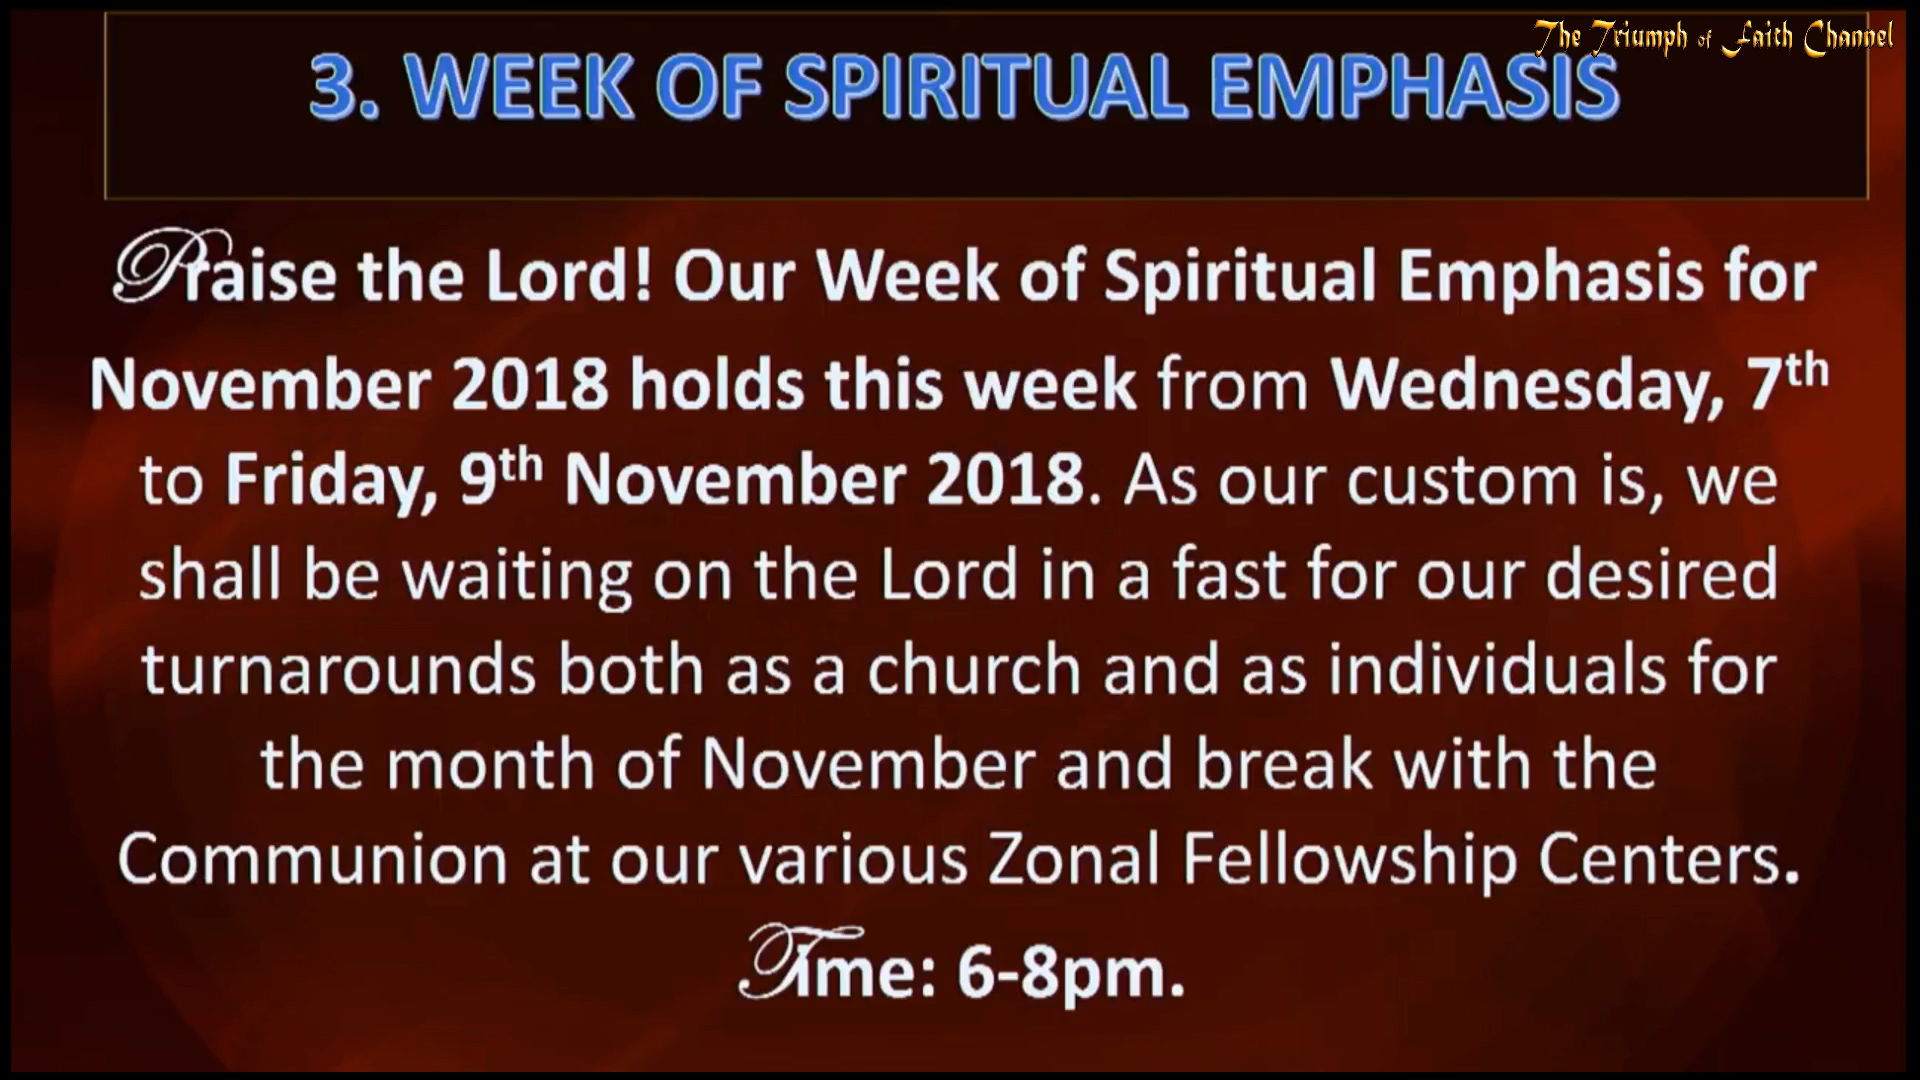 The Triumph of Faith Channel
3. WEEK OF SPIRITUAL EMPHASIS
Praise the Lord! Our Week of Spiritual Emphasis for
November 2018 holds this week from Wednesday, 7th
to Friday, 9th November 2018. As our custom is, we
shall be waiting on the Lord in a fast for our desired
turnarounds both as a church and as individuals for
the month of November and break with the
Communion at our various Zonal Fellowship Centers.
Time: 6-8pm.